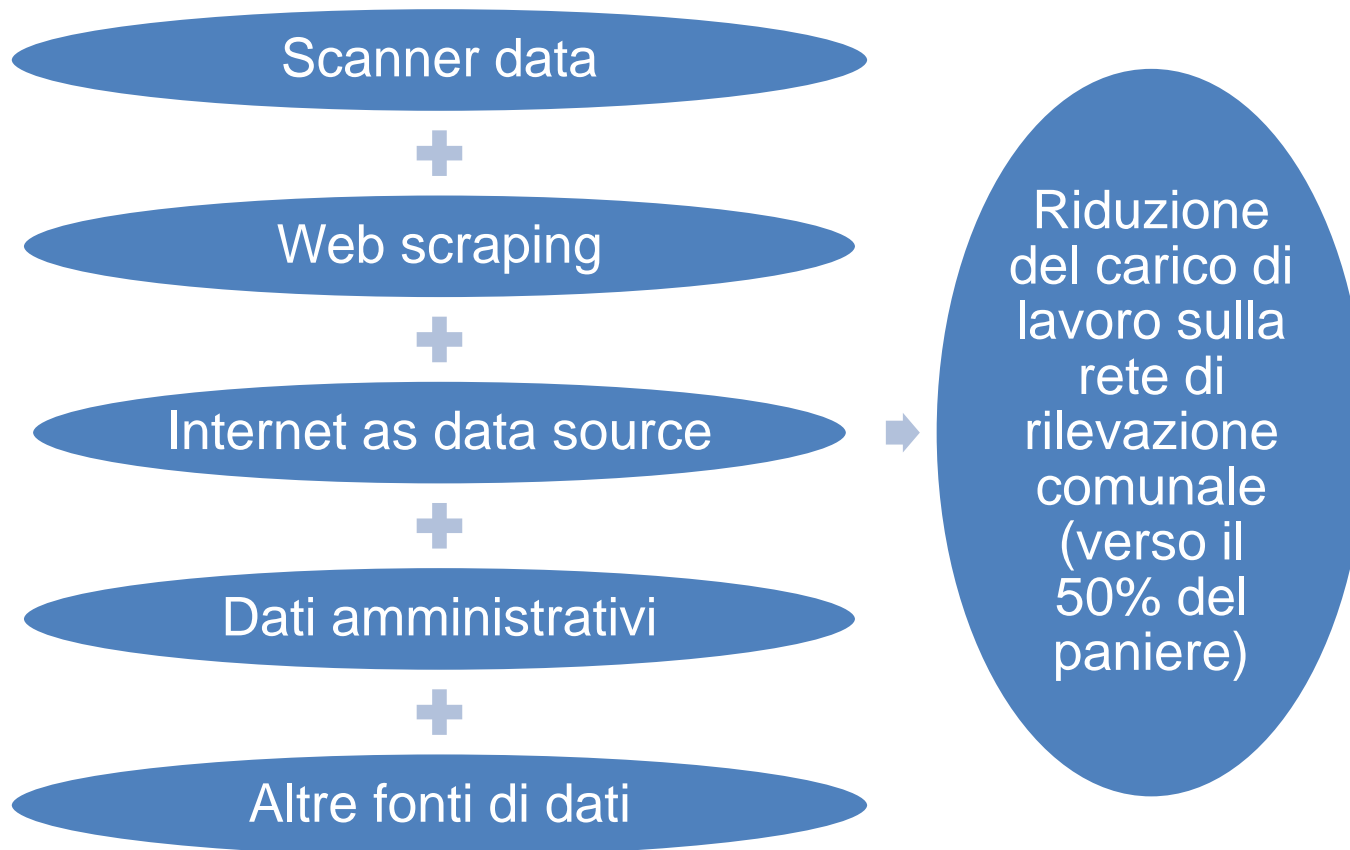 Scanner data
Web scraping
Internet as data source
Dati amministrativi
Altre fonti di dati
Riduzione
del carico di
lavoro sulla
rete di
rilevazione
comunale
(verso il
50% del
paniere)